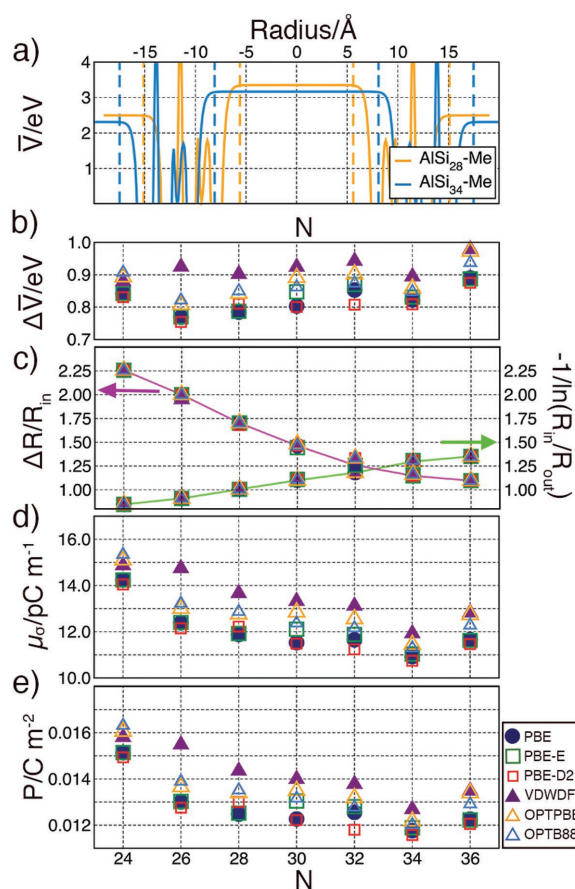 a)
Radius/Å
-15 -10 -5 0 5 10 15
V̅/eV
4
3
2
1
AlSi28-Me
AlSi34-Me
N
b)
ΔV̅/eV
1.0
0.9
0.8
0.7
c)
ΔR/Rin
2.25
2.00
1.75
1.50
1.25
1.00
-1/ln(Rin/Rout)
2.25
2.00
1.75
1.50
1.25
1.00
d)
μo/pC m-1
16.0
14.0
12.0
10.0
e)
P/C m-2
0.016
0.014
0.012
24 26 28 30 32 34 36
N
PBE
PBE-E
PBE-D2
VDWDF
OPTPBE
OPTB88